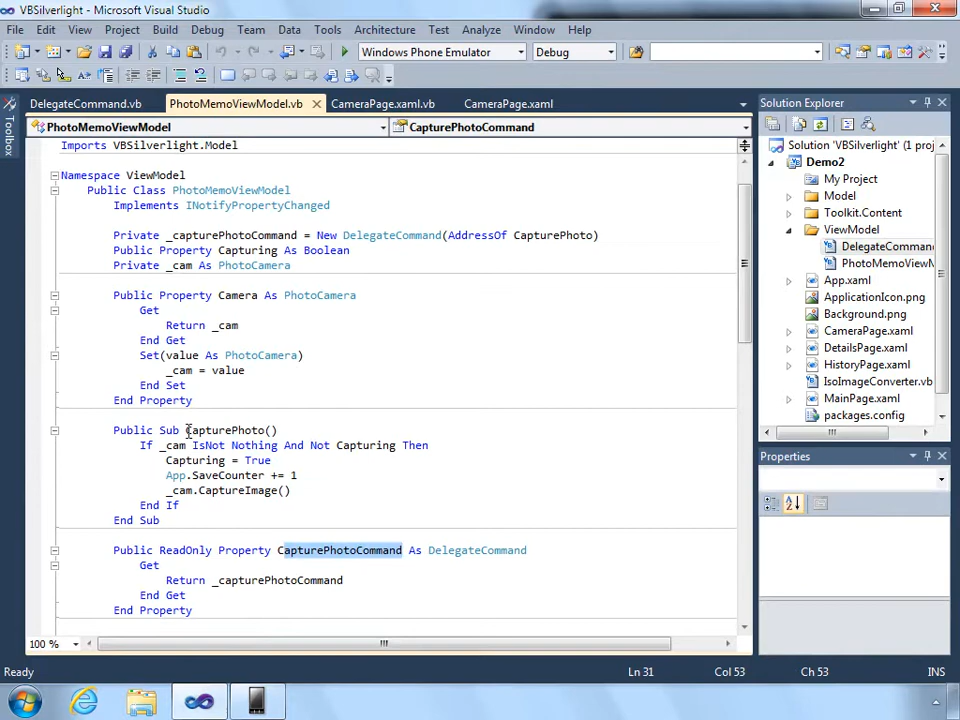 VBSilverlight - Microsoft Visual Studio
File Edit View Project Build Debug Team Data Tools Architecture Test Analyze Window Help
Windows Phone Emulator Debug
DelegateCommand.vb PhotoMemoViewModel.vb CameraPage.xaml.vb CameraPage.xaml
Toolbox
PhotoMemoViewModel CapturePhotoCommand
Imports VBSilverlight.Model
Namespace ViewModel
Public Class PhotoMemoViewModel
Implements INotifyPropertyChanged
Private _capturePhotoCommand = New DelegateCommand(AddressOf CapturePhoto)
Public Property Capturing As Boolean
Private _cam As PhotoCamera
Public Property Camera As PhotoCamera
Get
Return _cam
End Get
Set(value As PhotoCamera)
_cam = value
End Set
End Property
Public Sub CapturePhoto()
If _cam IsNot Nothing And Not Capturing Then
Capturing = True
App.SaveCounter += 1
_cam.CaptureImage()
End If
End Sub
Public ReadOnly Property CapturePhotoCommand As DelegateCommand
Get
Return _capturePhotoCommand
End Get
End Property
100 %
Solution Explorer
Solution 'VBSilverlight' (1 proj
Demo2
My Project
Model
Toolkit.Content
ViewModel
DelegateComman
PhotoMemoViewM
App.xaml
ApplicationIcon.png
Background.png
CameraPage.xaml
DetailsPage.xaml
HistoryPage.xaml
IsoImageConverter.vb
MainPage.xaml
packages.config
Properties
Ready Ln 31 Col 53 Ch 53 INS